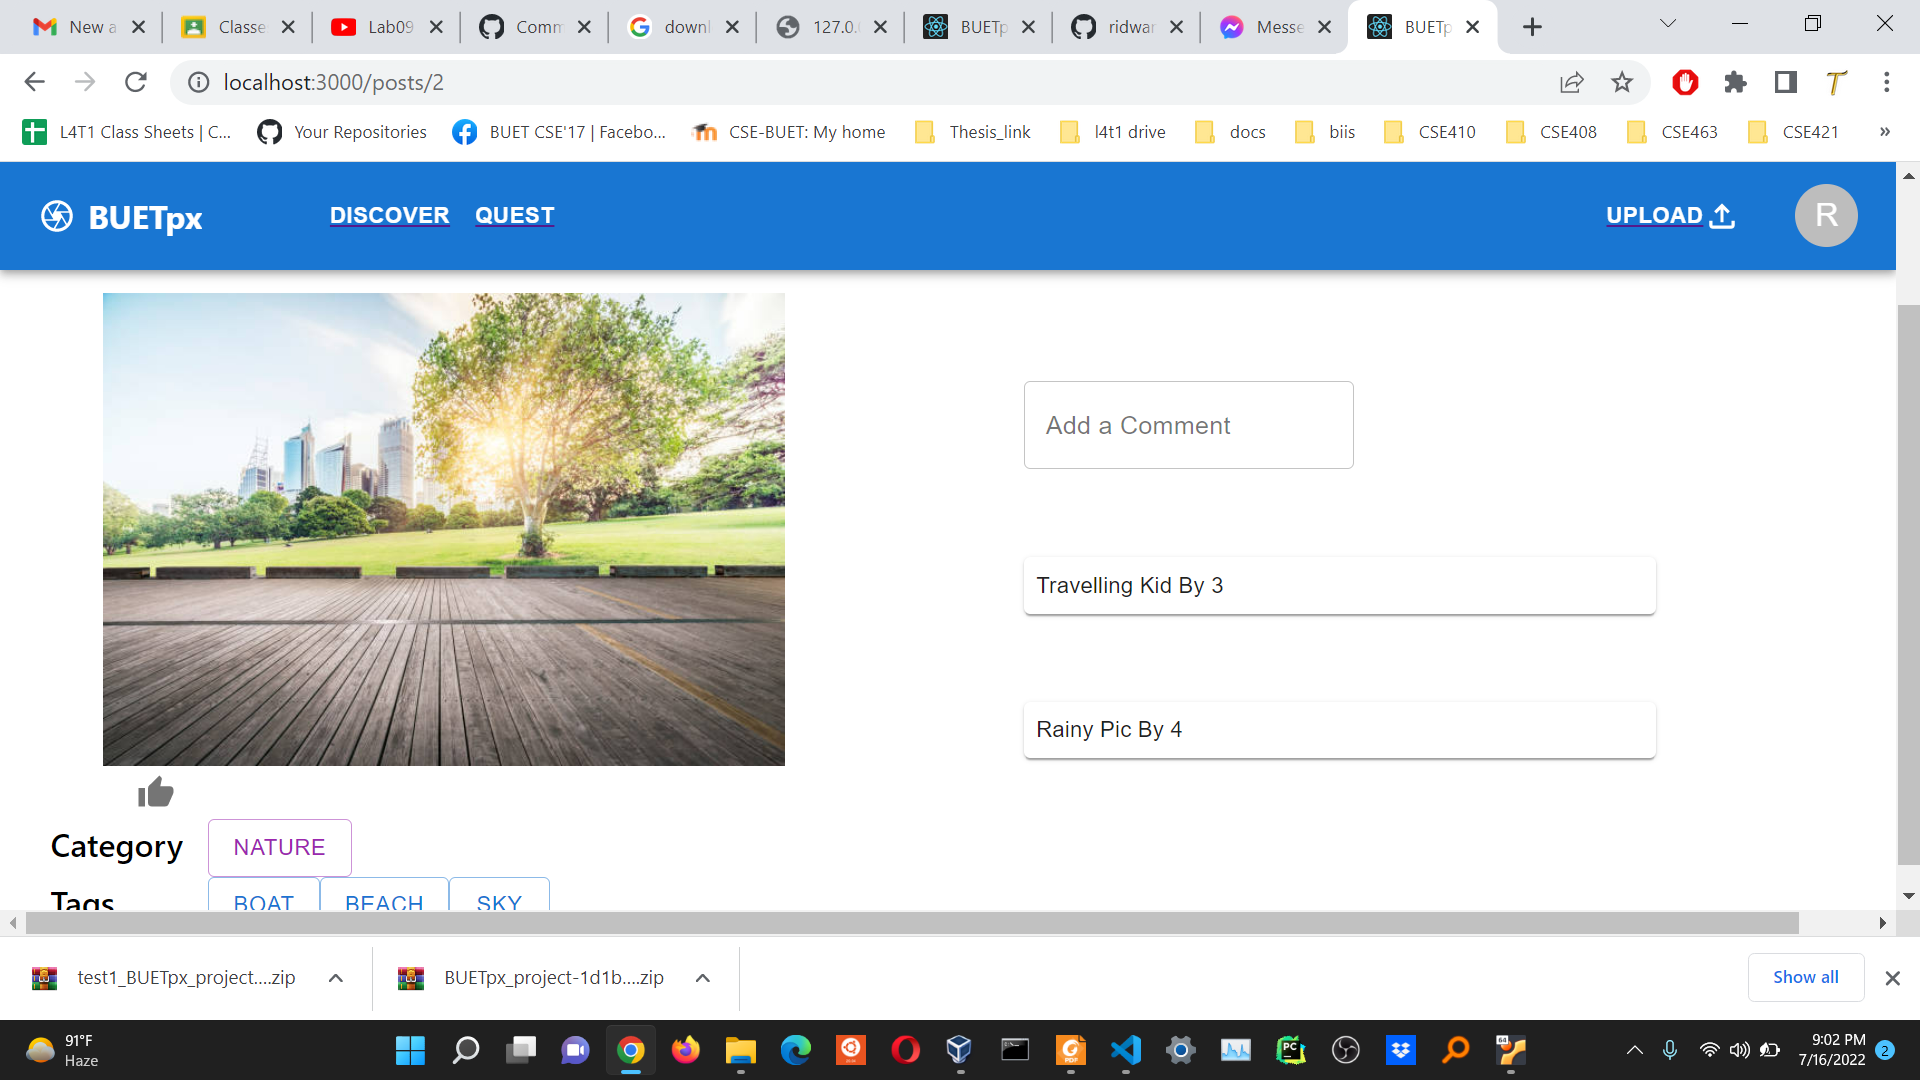 New a
Classe
Lab09
Comm
downl
127.0.
BUETp
ridwar
Messe
BUETp
localhost:3000/posts/2
L4T1 Class Sheets | C...
Your Repositories
BUET CSE'17 | Facebo...
CSE-BUET: My home
Thesis_link
l4t1 drive
docs
biis
CSE410
CSE408
CSE463
CSE421
»
BUETpx
DISCOVER
QUEST
UPLOAD
R
Add a Comment
Travelling Kid By 3
Rainy Pic By 4
Category
NATURE
Tags
BOAT
BEACH
SKY
test1_BUETpx_project....zip
BUETpx_project-1d1b....zip
Show all
91°F
Haze
9:02 PM
7/16/2022
2